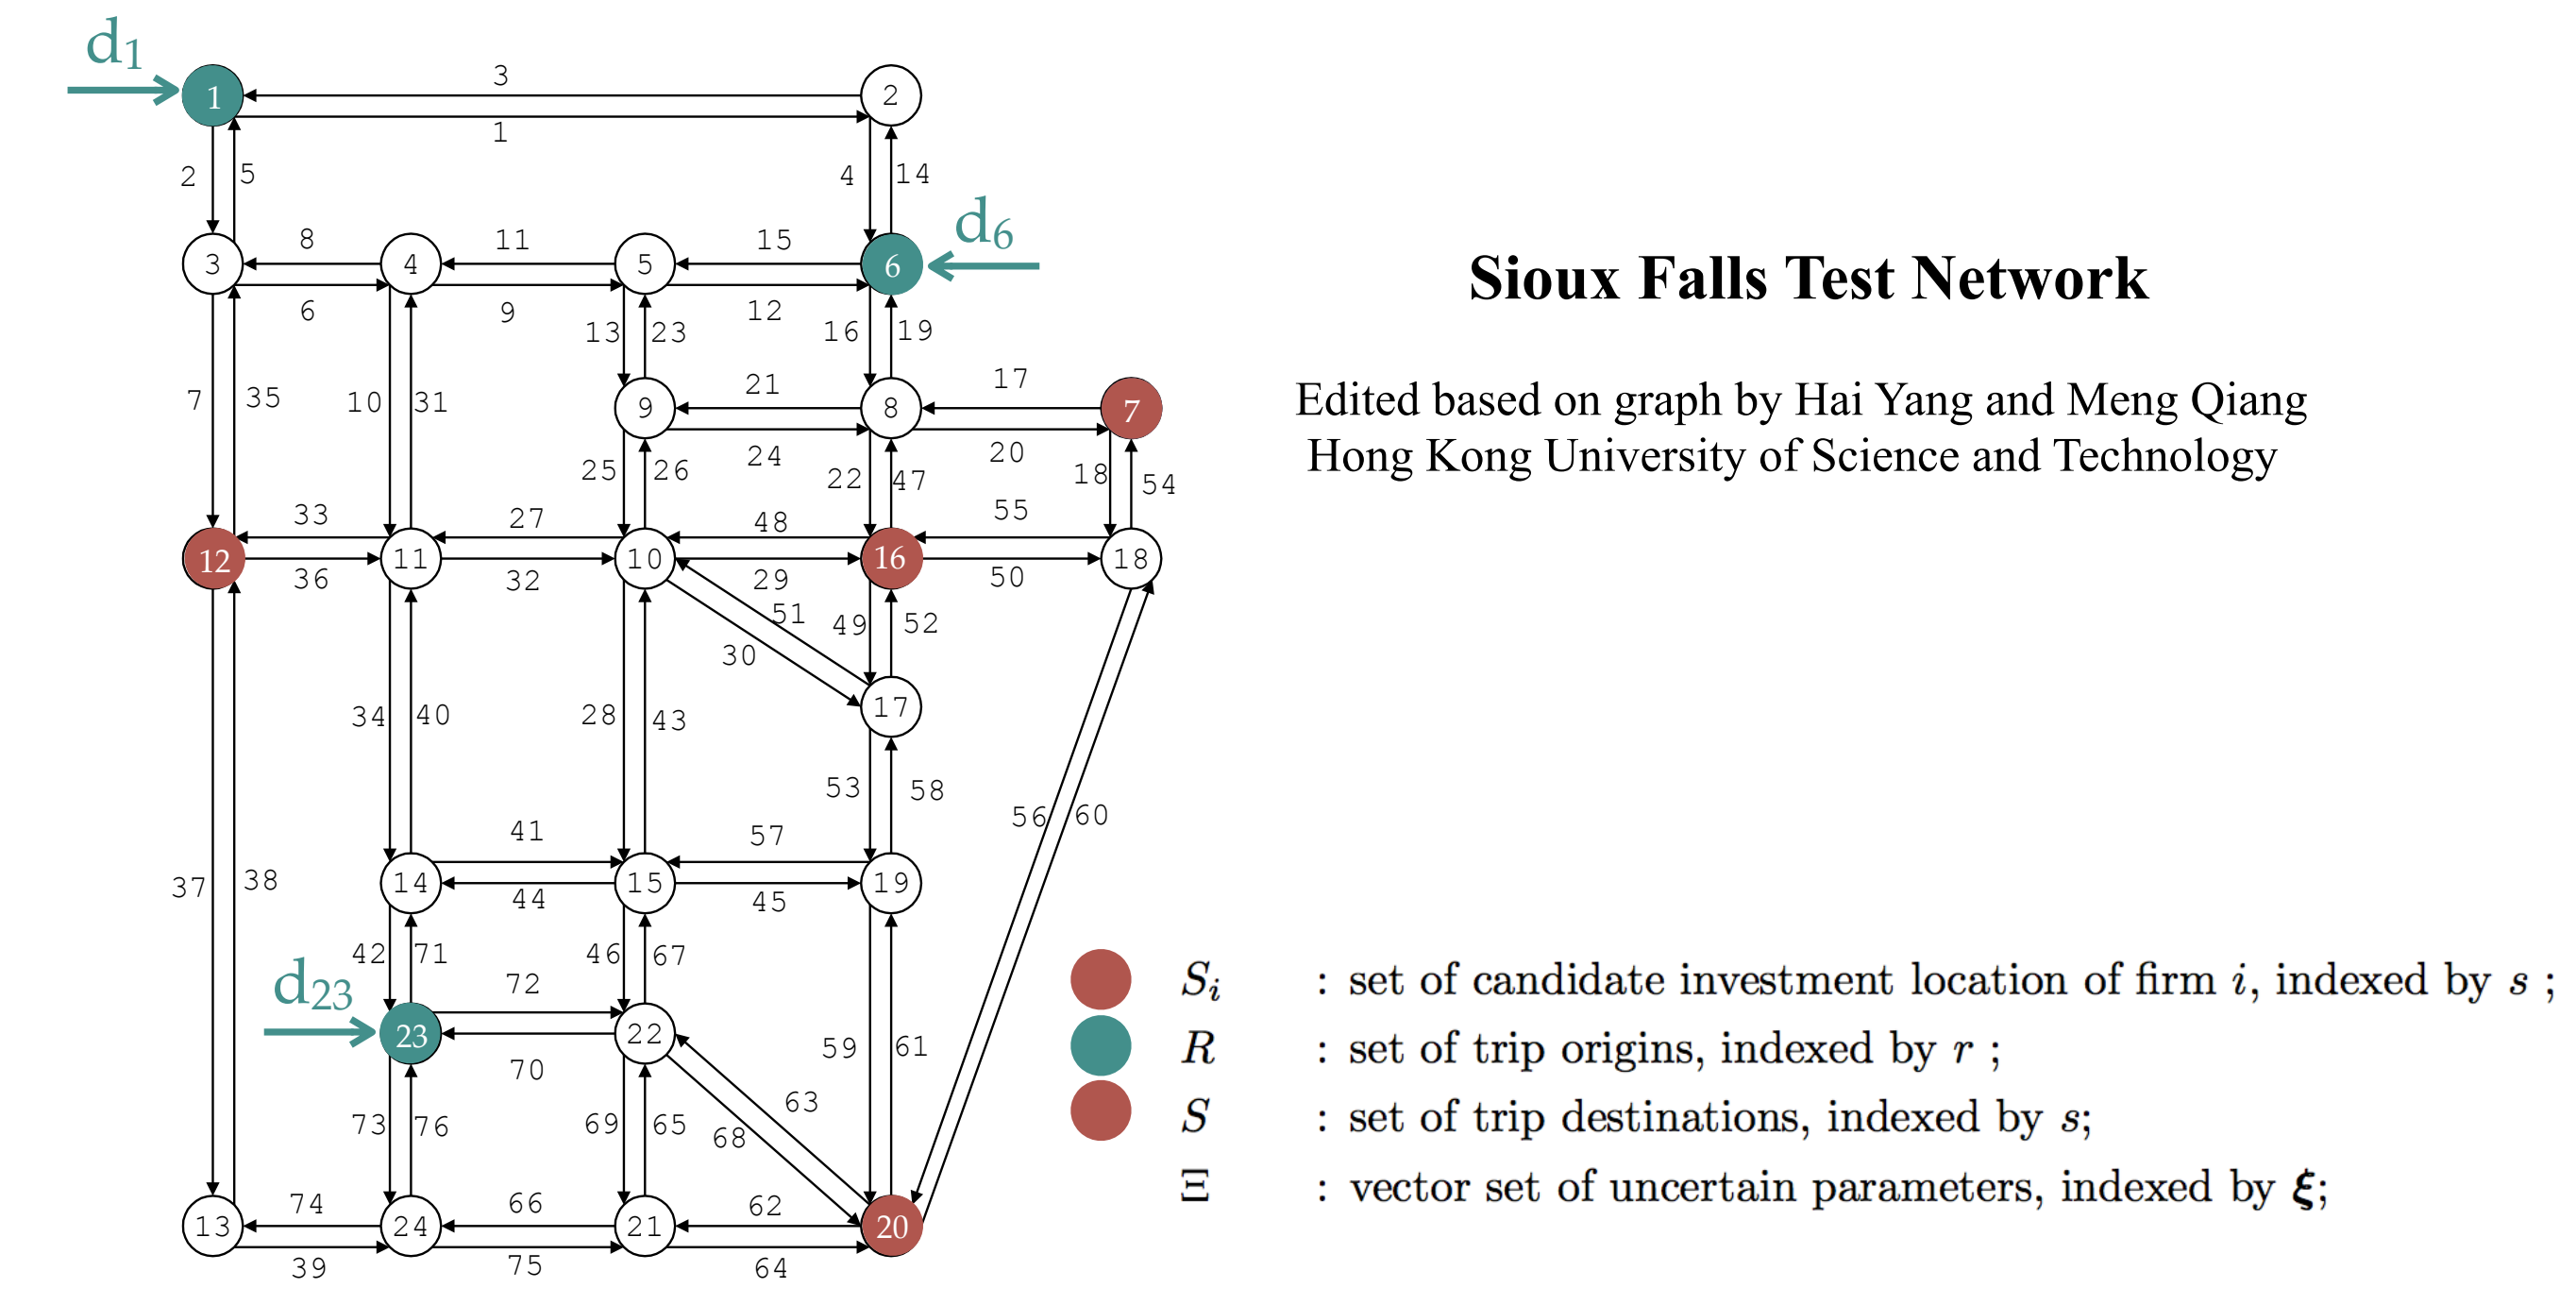 d1
3
1 2
1
2 5 4 14
d6
8 11 15
3 4 5 6
6 9 12
13 23 16 19
Sioux Falls Test Network
7 35 10 31 21 17
9 8 7
24 20
25 26 22 47 18 54
Edited based on graph by Hai Yang and Meng Qiang
Hong Kong University of Science and Technology
33 27 48 55
12 11 10 16 18
36 32 29 50
51 49 52
30
17
34 40 28 43
53 58
56 60
41 57
37 38 14 15 19
44 45
42 71 46 67
d23
72
23 22
70
59 61
63
73 76 69 65 68
74 66 62
13 24 21 20
39 75 64
Si : set of candidate investment location of firm i, indexed by s ;
R : set of trip origins, indexed by r ;
S : set of trip destinations, indexed by s;
Ξ : vector set of uncertain parameters, indexed by ξ;